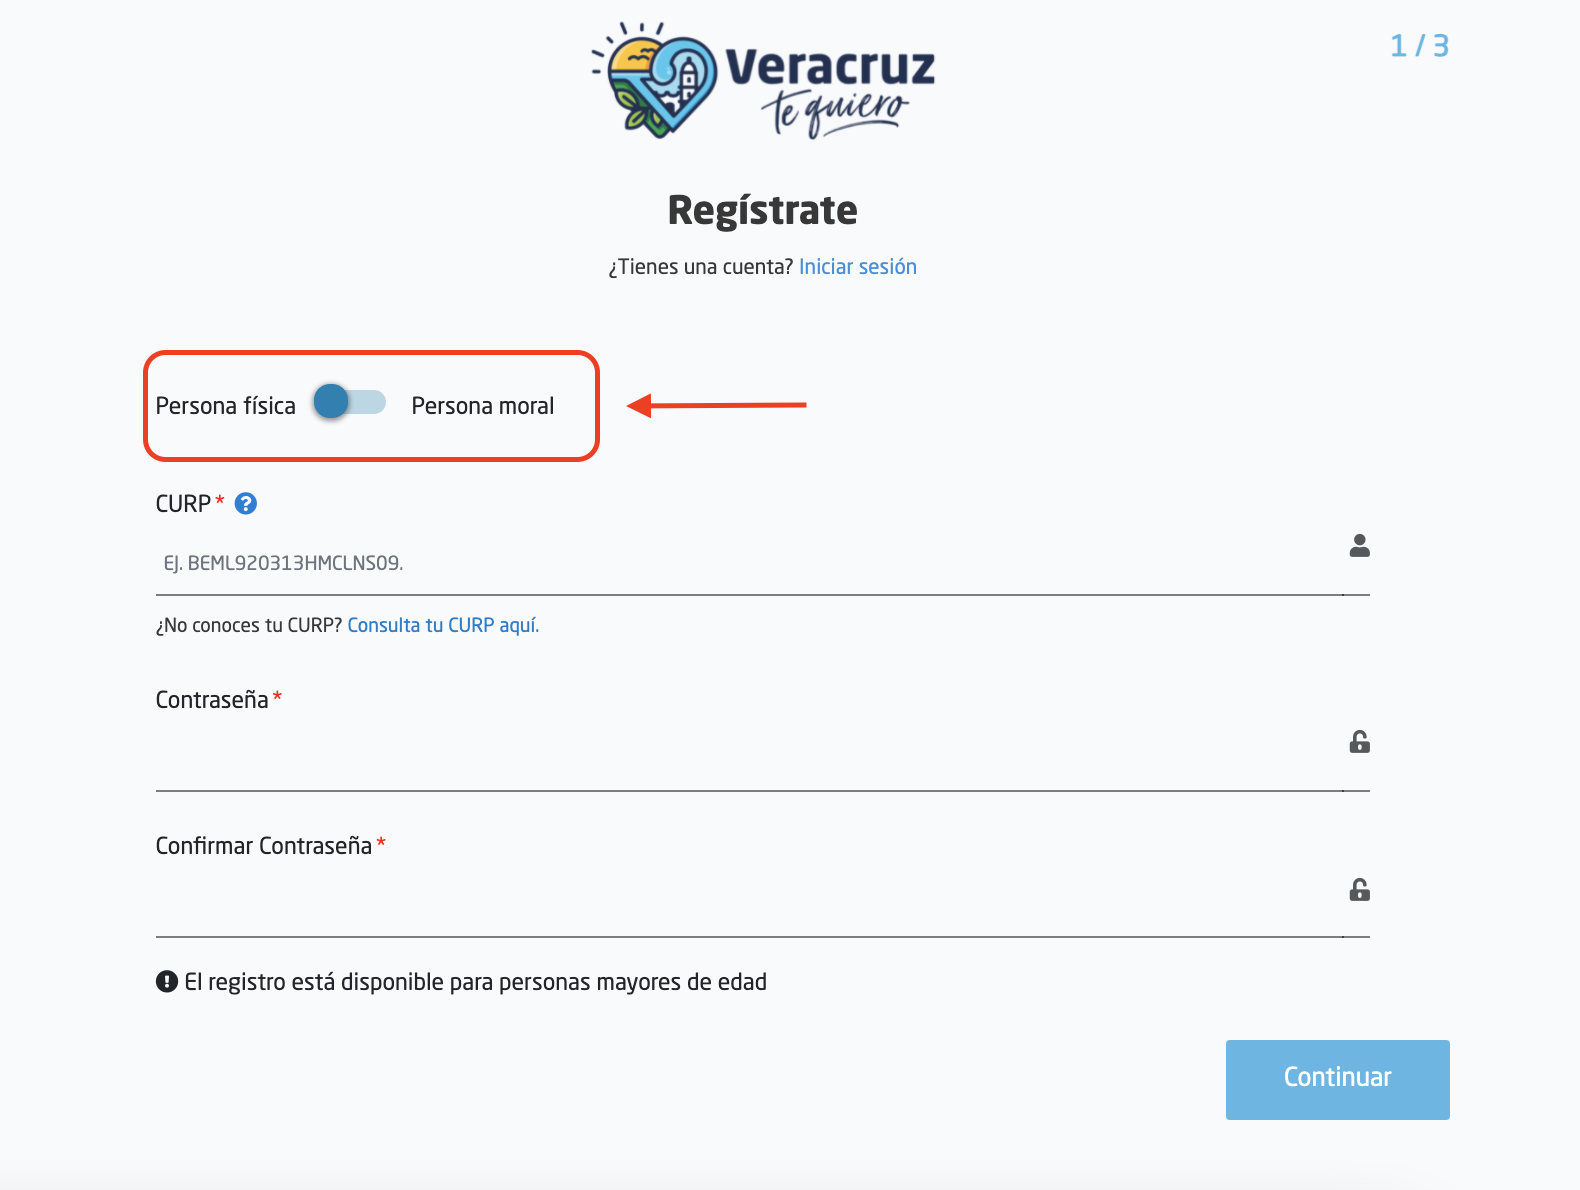 Veracruz
te quiero
1 / 3
Regístrate
¿Tienes una cuenta? Iniciar sesión
Persona física Persona moral
CURP* ?
EJ. BEML920313HMCLNS09.
¿No conoces tu CURP? Consulta tu CURP aquí.
Contraseña*
Confirmar Contraseña*
El registro está disponible para personas mayores de edad
Continuar